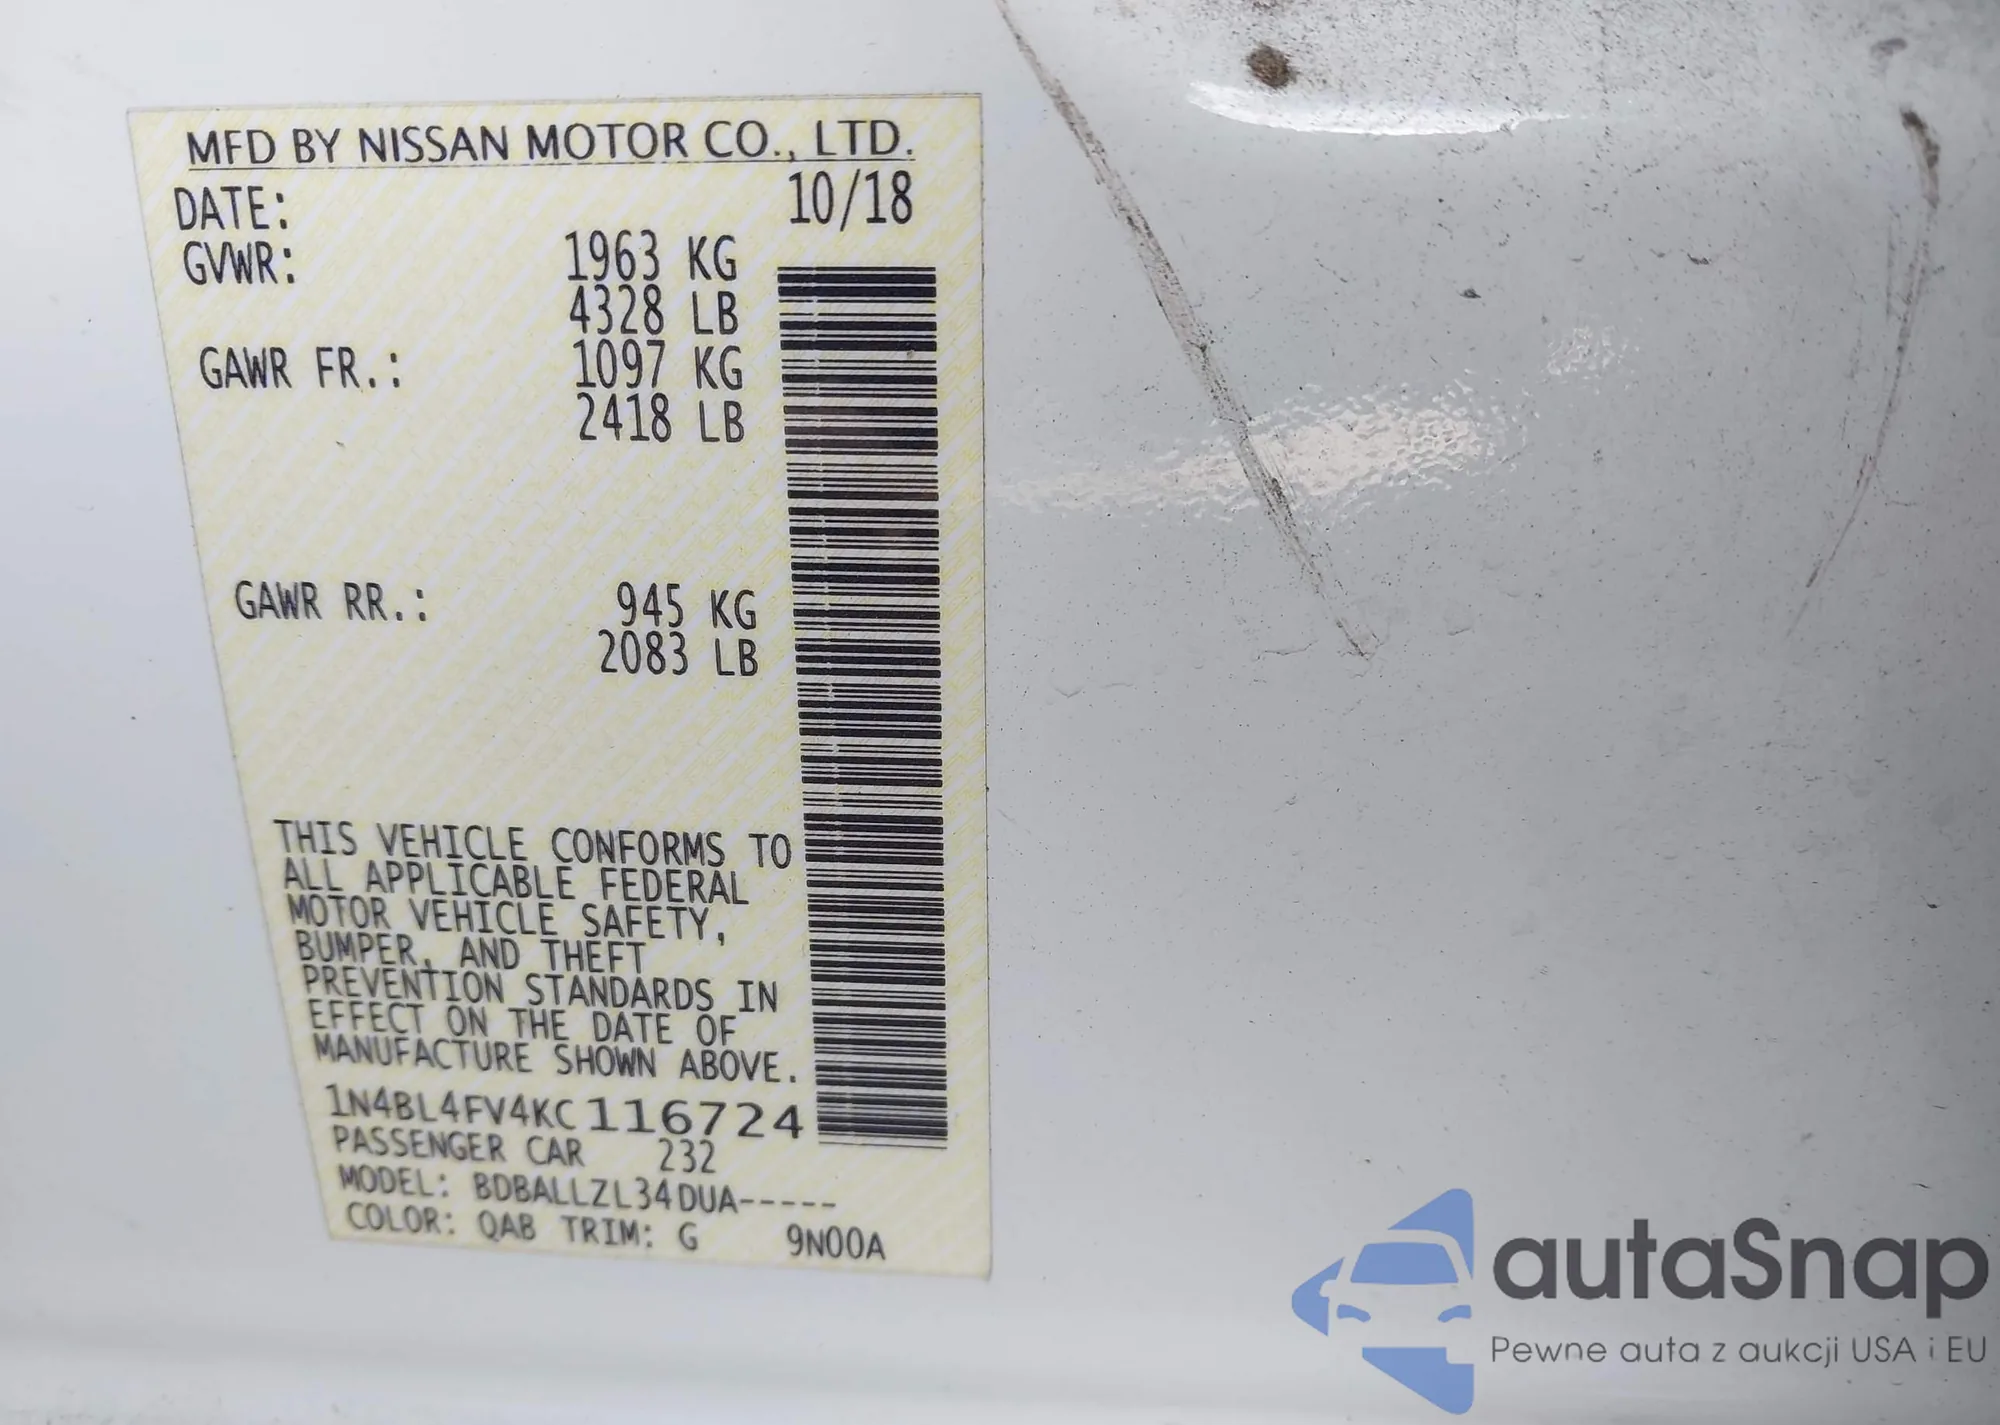 MFD BY NISSAN MOTOR CO., LTD.
DATE: 10/18
GVWR: 1963 KG
4328 LB
GAWR FR.: 1097 KG
2418 LB
GAWR RR.: 945 KG
2083 LB
THIS VEHICLE CONFORMS TO
ALL APPLICABLE FEDERAL
MOTOR VEHICLE SAFETY,
BUMPER, AND THEFT
PREVENTION STANDARDS IN
EFFECT ON THE DATE OF
MANUFACTURE SHOWN ABOVE.
1N4BL4FV4KC116724
PASSENGER CAR 232
MODEL: BDBALLZL34DUA-----
COLOR: QAB TRIM: G 9N00A
autaSnap
Pewne auta z aukcji USA i EU